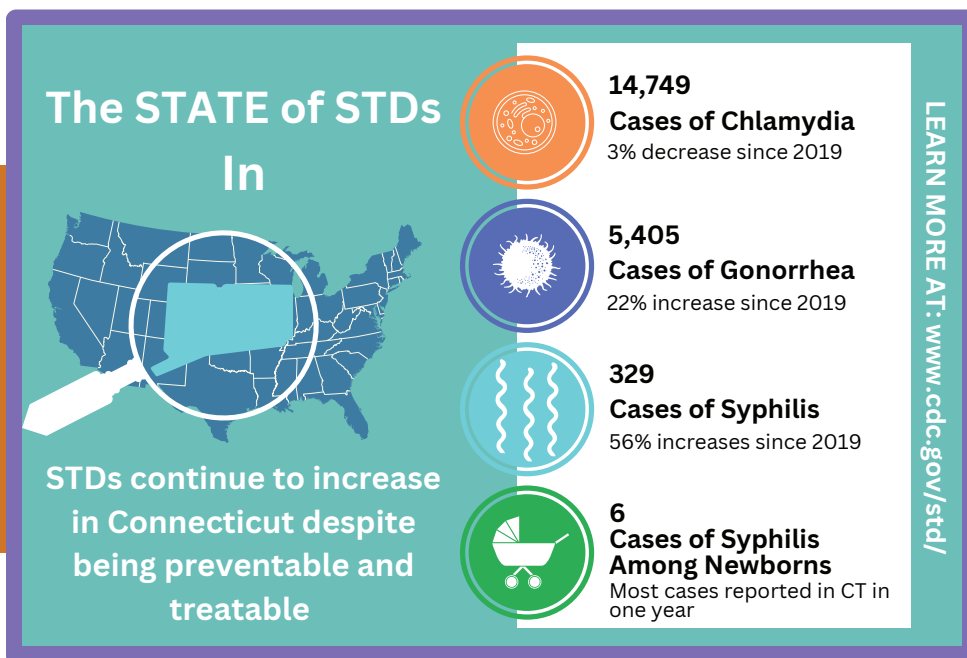 The STATE of STDs
In
STDs continue to increase
in Connecticut despite
being preventable and
treatable
14,749
Cases of Chlamydia
3% decrease since 2019
5,405
Cases of Gonorrhea
22% increase since 2019
329
Cases of Syphilis
56% increases since 2019
6
Cases of Syphilis
Among Newborns
Most cases reported in CT in
one year
LEARN MORE AT: www.cdc.gov/std/